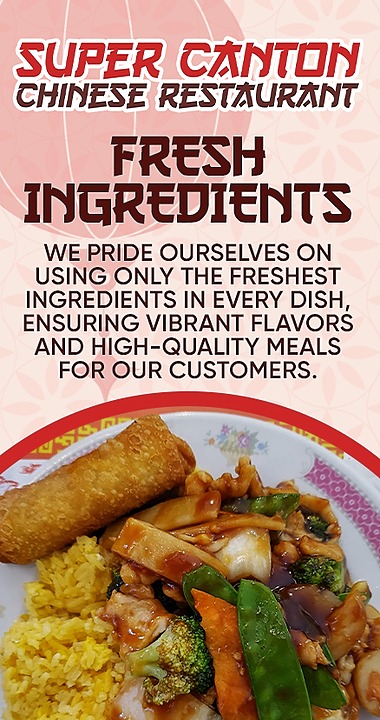 SUPER CANTON
CHINESE RESTAURANT
FRESH
INGREDIENTS
WE PRIDE OURSELVES ON
USING ONLY THE FRESHEST
INGREDIENTS IN EVERY DISH,
ENSURING VIBRANT FLAVORS
AND HIGH-QUALITY MEALS
FOR OUR CUSTOMERS.